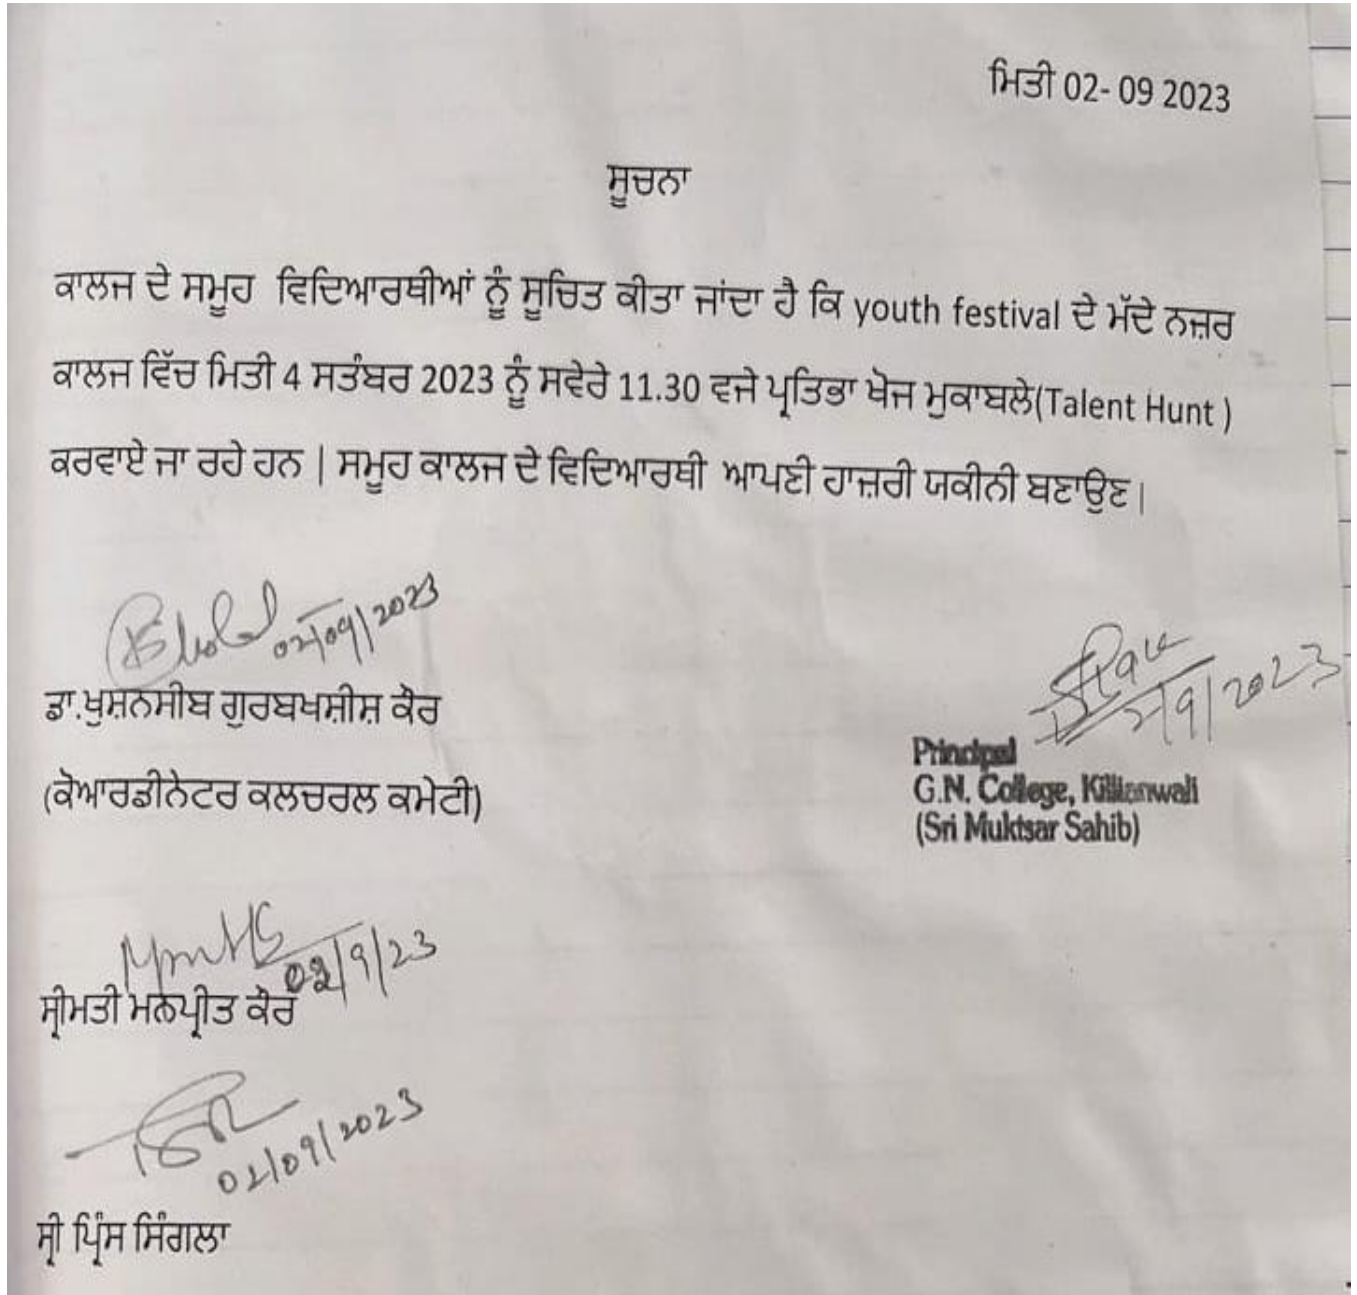 ਮਿਤੀ 02- 09 2023
ਸੂਚਨਾ
ਕਾਲਜ ਦੇ ਸਮੂਹ ਵਿਦਿਆਰਥੀਆਂ ਨੂੰ ਸੂਚਿਤ ਕੀਤਾ ਜਾਂਦਾ ਹੈ ਕਿ youth festival ਦੇ ਮੱਦੇ ਨਜ਼ਰ
ਕਾਲਜ ਵਿੱਚ ਮਿਤੀ 4 ਸਤੰਬਰ 2023 ਨੂੰ ਸਵੇਰੇ 11.30 ਵਜੇ ਪ੍ਰਤਿਭਾ ਖੋਜ ਮੁਕਾਬਲੇ(Talent Hunt )
ਕਰਵਾਏ ਜਾ ਰਹੇ ਹਨ | ਸਮੂਹ ਕਾਲਜ ਦੇ ਵਿਦਿਆਰਥੀ ਆਪਣੀ ਹਾਜ਼ਰੀ ਯਕੀਨੀ ਬਣਾਉਣ |
02/09/2023
ਡਾ.ਖੁਸ਼ਨਸੀਬ ਗੁਰਬਖਸ਼ੀਸ਼ ਕੌਰ
(ਕੋਆਰਡੀਨੇਟਰ ਕਲਚਰਲ ਕਮੇਟੀ)
2/9/2023
Principal
G.N. College, Killianwali
(Sri Muktsar Sahib)
02/9/23
ਸ੍ਰੀਮਤੀ ਮਨਪ੍ਰੀਤ ਕੌਰ
02/09/2023
ਸ੍ਰੀ ਪ੍ਰਿੰਸ ਸਿੰਗਲਾ